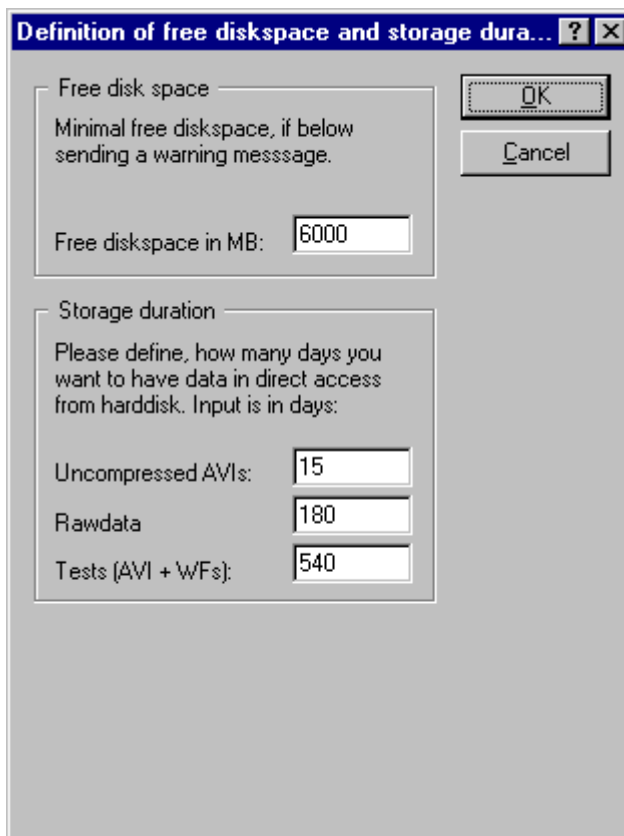 Definition of free diskspace and storage dura...
Free disk space
OK
Minimal free diskspace, if below
sending a warning messsage.
Cancel
Free diskspace in MB: 6000
Storage duration
Please define, how many days you
want to have data in direct access
from harddisk. Input is in days:
Uncompressed AVIs: 15
Rawdata 180
Tests (AVI + WFs): 540